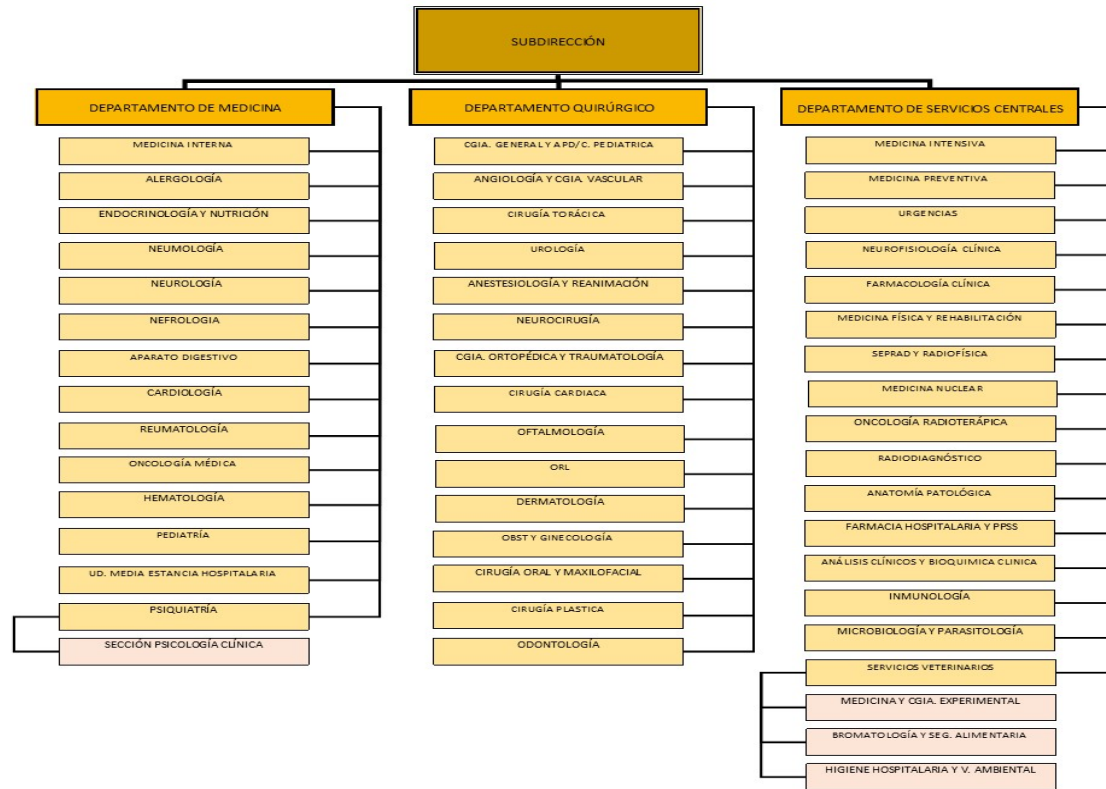 SUBDIRECCIÓN
DEPARTAMENTO DE MEDICINA
MEDICINA INTERNA
ALERGOLOGÍA
ENDOCRINOLOGÍA Y NUTRICIÓN
NEUMOLOGÍA
NEUROLOGÍA
NEFROLOGIA
APARATO DIGESTIVO
CARDIOLOGÍA
REUMATOLOGÍA
ONCOLOGÍA MÉDICA
HEMATOLOGÍA
PEDIATRÍA
UD. MEDIA ESTANCIA HOSPITALARIA
PSIQUIATRÍA
SECCIÓN PSICOLOGÍA CLÍNICA
DEPARTAMENTO QUIRÚRGICO
CGIA. GENERAL Y APD/C. PEDIATRICA
ANGIOLOGÍA Y CGIA. VASCULAR
CIRUGÍA TORÁCICA
UROLOGÍA
ANESTESIOLOGÍA Y REANIMACIÓN
NEUROCIRUGÍA
CGIA. ORTOPÉDICA Y TRAUMATOLOGÍA
CIRUGÍA CARDIACA
OFTALMOLOGÍA
ORL
DERMATOLOGÍA
OBST Y GINECOLOGÍA
CIRUGÍA ORAL Y MAXILOFACIAL
CIRUGÍA PLASTICA
ODONTOLOGÍA
DEPARTAMENTO DE SERVICIOS CENTRALES
MEDICINA INTENSIVA
MEDICINA PREVENTIVA
URGENCIAS
NEUROFISIOLOGÍA CLÍNICA
FARMACOLOGÍA CLÍNICA
MEDICINA FÍSICA Y REHABILITACIÓN
SEPRAD Y RADIOFÍSICA
MEDICINA NUCLEAR
ONCOLOGÍA RADIOTERÁPICA
RADIODIAGNÓSTICO
ANATOMÍA PATOLÓGICA
FARMACIA HOSPITALARIA Y PPSS
ANÁLISIS CLÍNICOS Y BIOQUIMICA CLINICA
INMUNOLOGÍA
MICROBIOLOGÍA Y PARASITOLOGÍA
SERVICIOS VETERINARIOS
MEDICINA Y CGIA. EXPERIMENTAL
BROMATOLOGÍA Y SEG. ALIMENTARIA
HIGIENE HOSPITALARIA Y V. AMBIENTAL